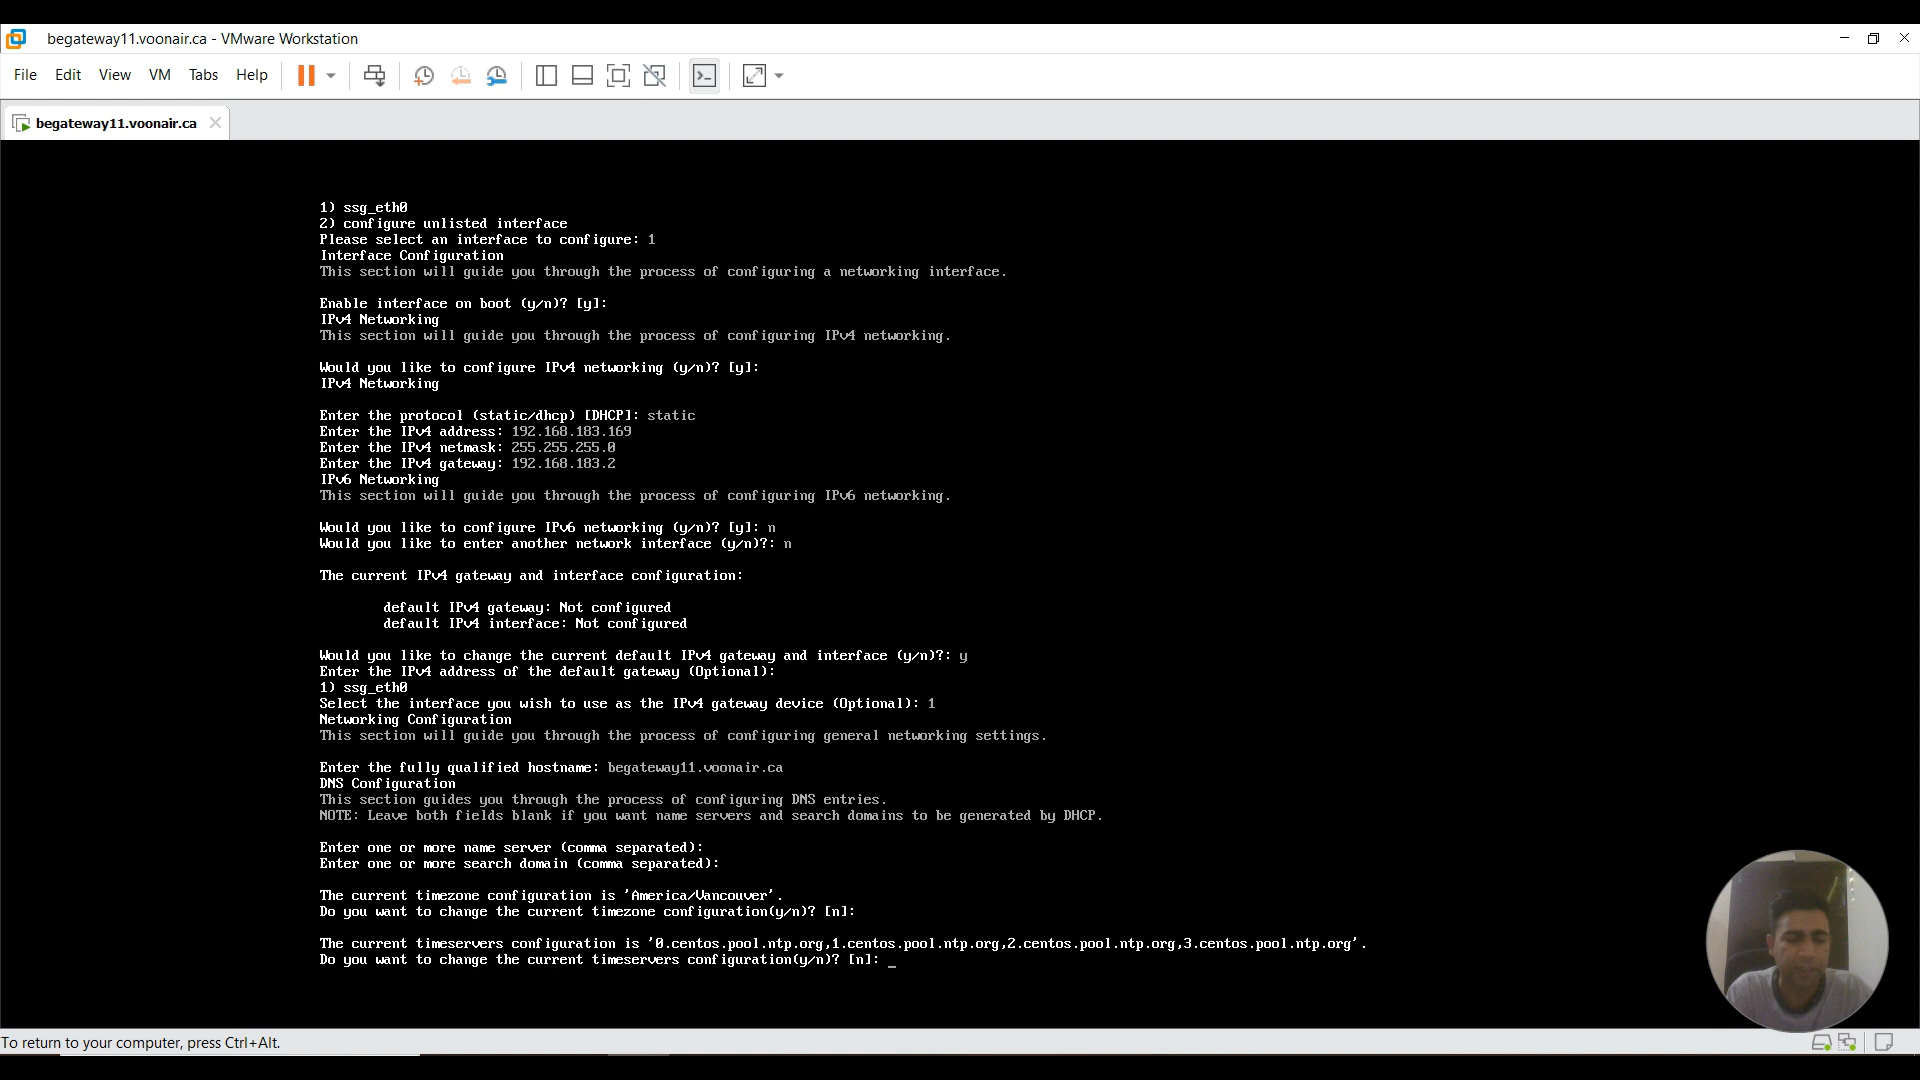 begateway11.voonair.ca - VMware Workstation
File Edit View VM Tabs Help
begateway11.voonair.ca
1) ssg_eth0
2) configure unlisted interface
Please select an interface to configure: 1
Interface Configuration
This section will guide you through the process of configuring a networking interface.
Enable interface on boot (y/n)? [y]:
IPv4 Networking
This section will guide you through the process of configuring IPv4 networking.
Would you like to configure IPv4 networking (y/n)? [y]:
IPv4 Networking
Enter the protocol (static/dhcp) [DHCP]: static
Enter the IPv4 address: 192.168.183.169
Enter the IPv4 netmask: 255.255.255.0
Enter the IPv4 gateway: 192.168.183.2
IPv6 Networking
This section will guide you through the process of configuring IPv6 networking.
Would you like to configure IPv6 networking (y/n)? [y]: n
Would you like to enter another network interface (y/n)?: n
The current IPv4 gateway and interface configuration:
default IPv4 gateway: Not configured
default IPv4 interface: Not configured
Would you like to change the current default IPv4 gateway and interface (y/n)?: y
Enter the IPv4 address of the default gateway (Optional):
1) ssg_eth0
Select the interface you wish to use as the IPv4 gateway device (Optional): 1
Networking Configuration
This section will guide you through the process of configuring general networking settings.
Enter the fully qualified hostname: begateway11.voonair.ca
DNS Configuration
This section guides you through the process of configuring DNS entries.
NOTE: Leave both fields blank if you want name servers and search domains to be generated by DHCP.
Enter one or more name server (comma separated):
Enter one or more search domain (comma separated):
The current timezone configuration is 'America/Vancouver'.
Do you want to change the current timezone configuration(y/n)? [n]:
The current timeservers configuration is '0.centos.pool.ntp.org,1.centos.pool.ntp.org,2.centos.pool.ntp.org,3.centos.pool.ntp.org'.
Do you want to change the current timeservers configuration(y/n)? [n]: _
To return to your computer, press Ctrl+Alt.